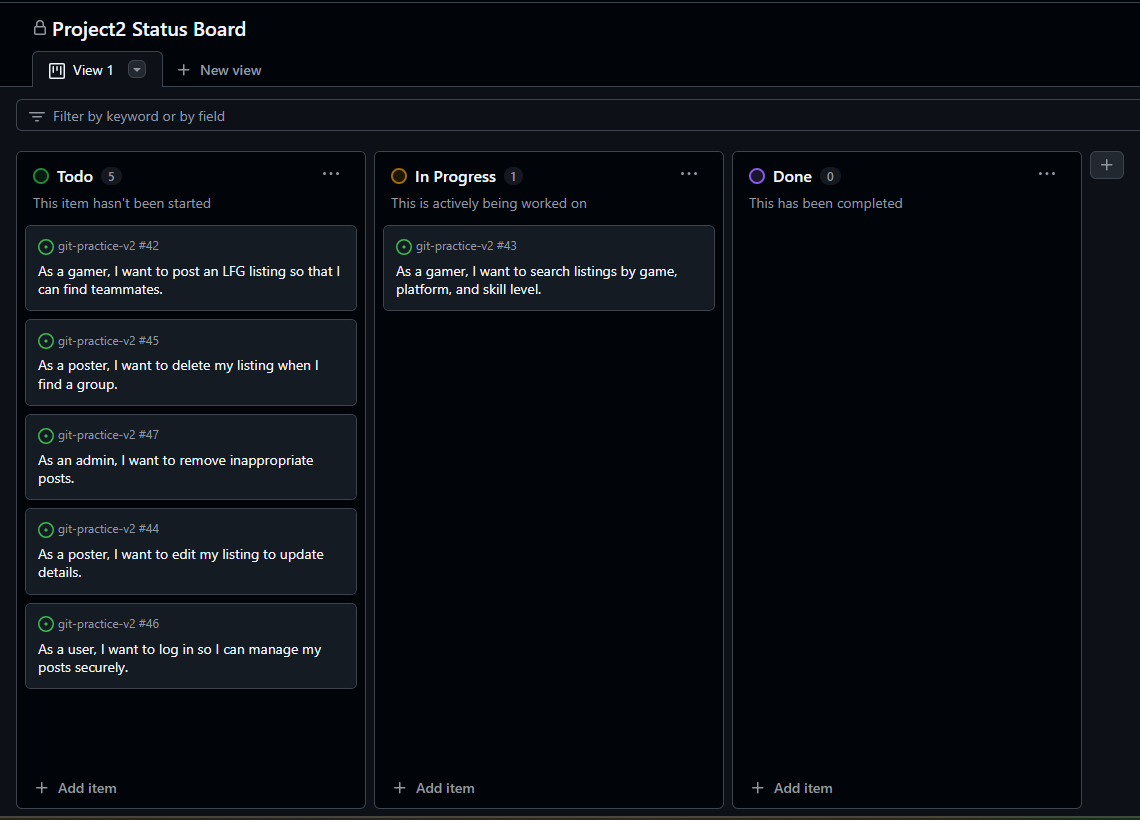 Project2 Status Board
View 1
New view
Filter by keyword or by field
Todo 5
This item hasn't been started
git-practice-v2 #42
As a gamer, I want to post an LFG listing so that I
can find teammates.
git-practice-v2 #45
As a poster, I want to delete my listing when I
find a group.
git-practice-v2 #47
As an admin, I want to remove inappropriate
posts.
git-practice-v2 #44
As a poster, I want to edit my listing to update
details.
git-practice-v2 #46
As a user, I want to log in so I can manage my
posts securely.
+ Add item
In Progress 1
This is actively being worked on
git-practice-v2 #43
As a gamer, I want to search listings by game,
platform, and skill level.
+ Add item
Done 0
This has been completed
+ Add item